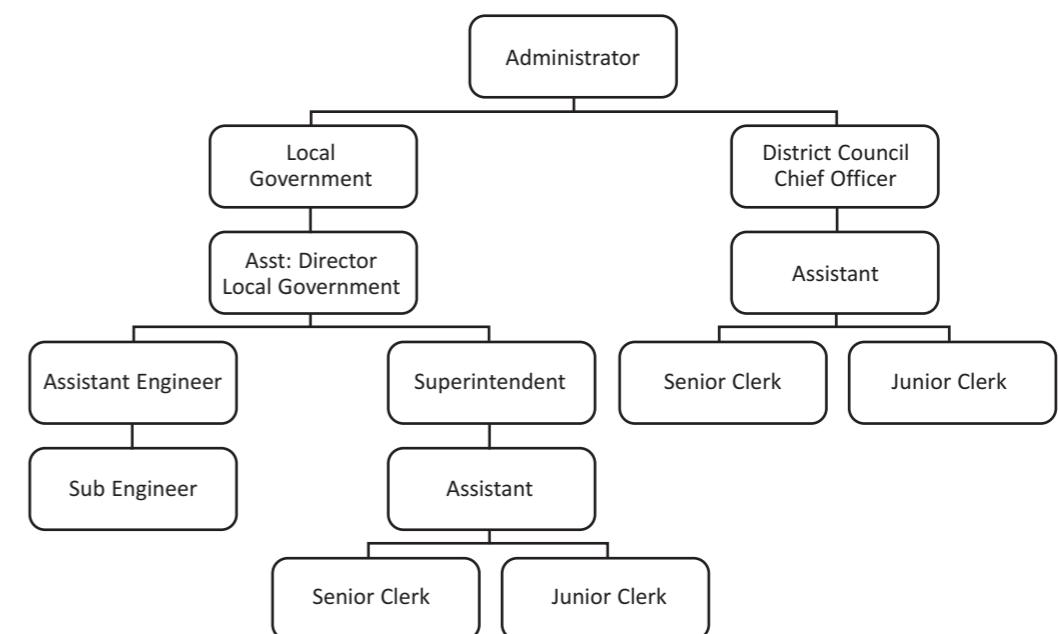 Administrator
Local
Government
District Council
Chief Officer
Asst: Director
Local Government
Assistant
Assistant Engineer
Superintendent
Senior Clerk
Junior Clerk
Sub Engineer
Assistant
Senior Clerk
Junior Clerk